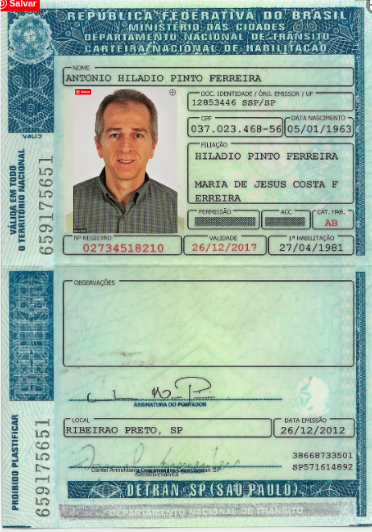 Salvar
REPÚBLICA FEDERATIVA DO BRASIL
MINISTÉRIO DAS CIDADES
DEPARTAMENTO NACIONAL DE TRÂNSITO
CARTEIRA NACIONAL DE HABILITAÇÃO
NOME
ANTONIO HILADIO PINTO FERREIRA
Salvar
DOC. IDENTIDADE / ÓRG. EMISSOR / UF
12853446 SSP/SP
CPF
DATA NASCIMENTO
037.023.468-56
05/01/1963
FILIAÇÃO
HILADIO PINTO FERREIRA
MARIA DE JESUS COSTA F
ERREIRA
PERMISSÃO
ACC
CAT. HAB.
AB
Nº REGISTRO
VALIDADE
1ª HABILITAÇÃO
02734518210
26/12/2017
27/04/1981
VÁLIDA EM TODO
O TERRITÓRIO NACIONAL
659175651
OBSERVAÇÕES
ASSINATURA DO PORTADOR
LOCAL
DATA EMISSÃO
RIBEIRAO PRETO, SP
26/12/2012
38668733501
SP571614892
PROIBIDO PLASTIFICAR
659175651
DETRAN-SP (SÃO PAULO)
DEPARTAMENTO NACIONAL DE TRÂNSITO